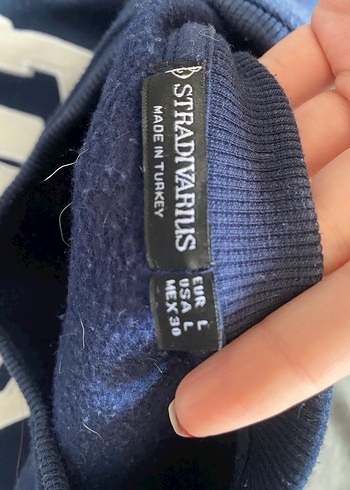 STRADIVARIUS
MADE IN TURKEY
EUR L
USA L
MEX 30